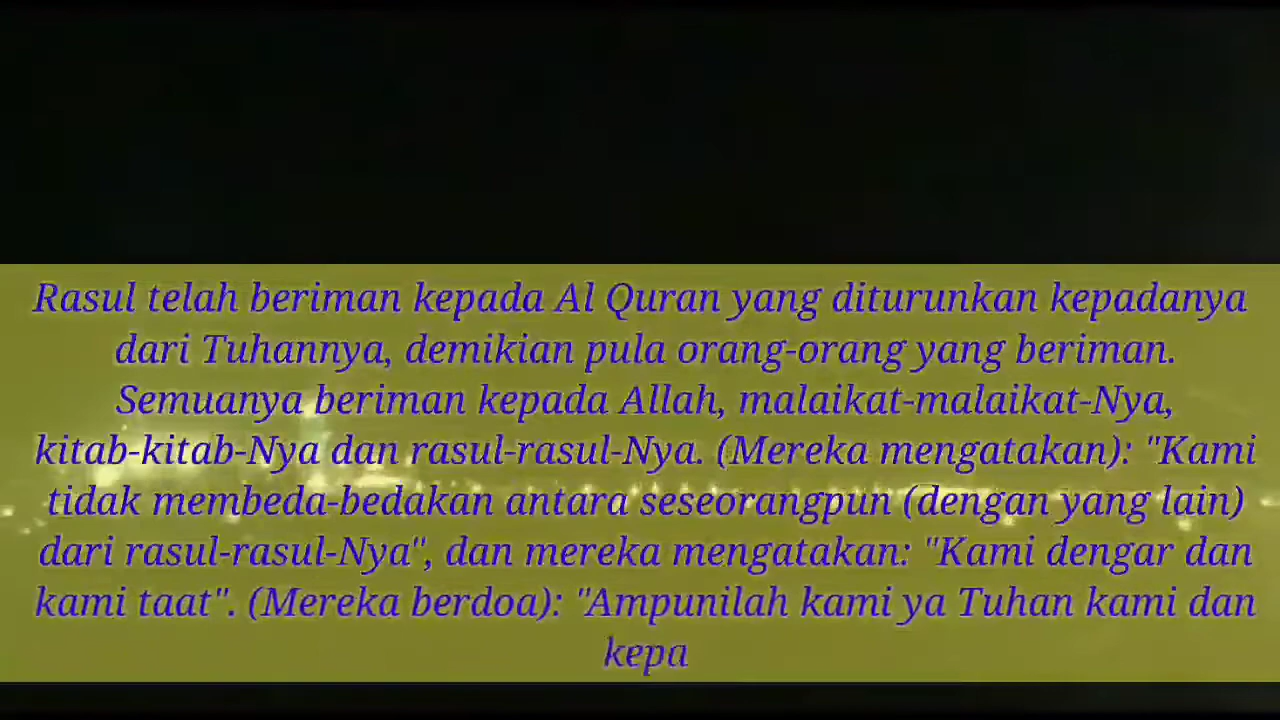 Rasul telah beriman kepada Al Quran yang diturunkan kepadanya
dari Tuhannya, demikian pula orang-orang yang beriman.
Semuanya beriman kepada Allah, malaikat-malaikat-Nya,
kitab-kitab-Nya dan rasul-rasul-Nya. (Mereka mengatakan): "Kami
tidak membeda-bedakan antara seseorangpun (dengan yang lain)
dari rasul-rasul-Nya", dan mereka mengatakan: "Kami dengar dan
kami taat". (Mereka berdoa): "Ampunilah kami ya Tuhan kami dan
kepa